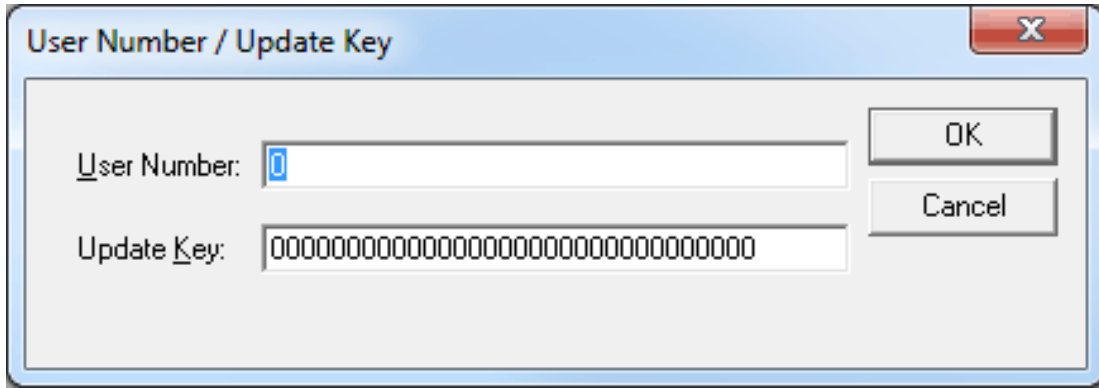 User Number / Update Key
X
User Number: 0
OK
Cancel
Update Key: 00000000000000000000000000000000